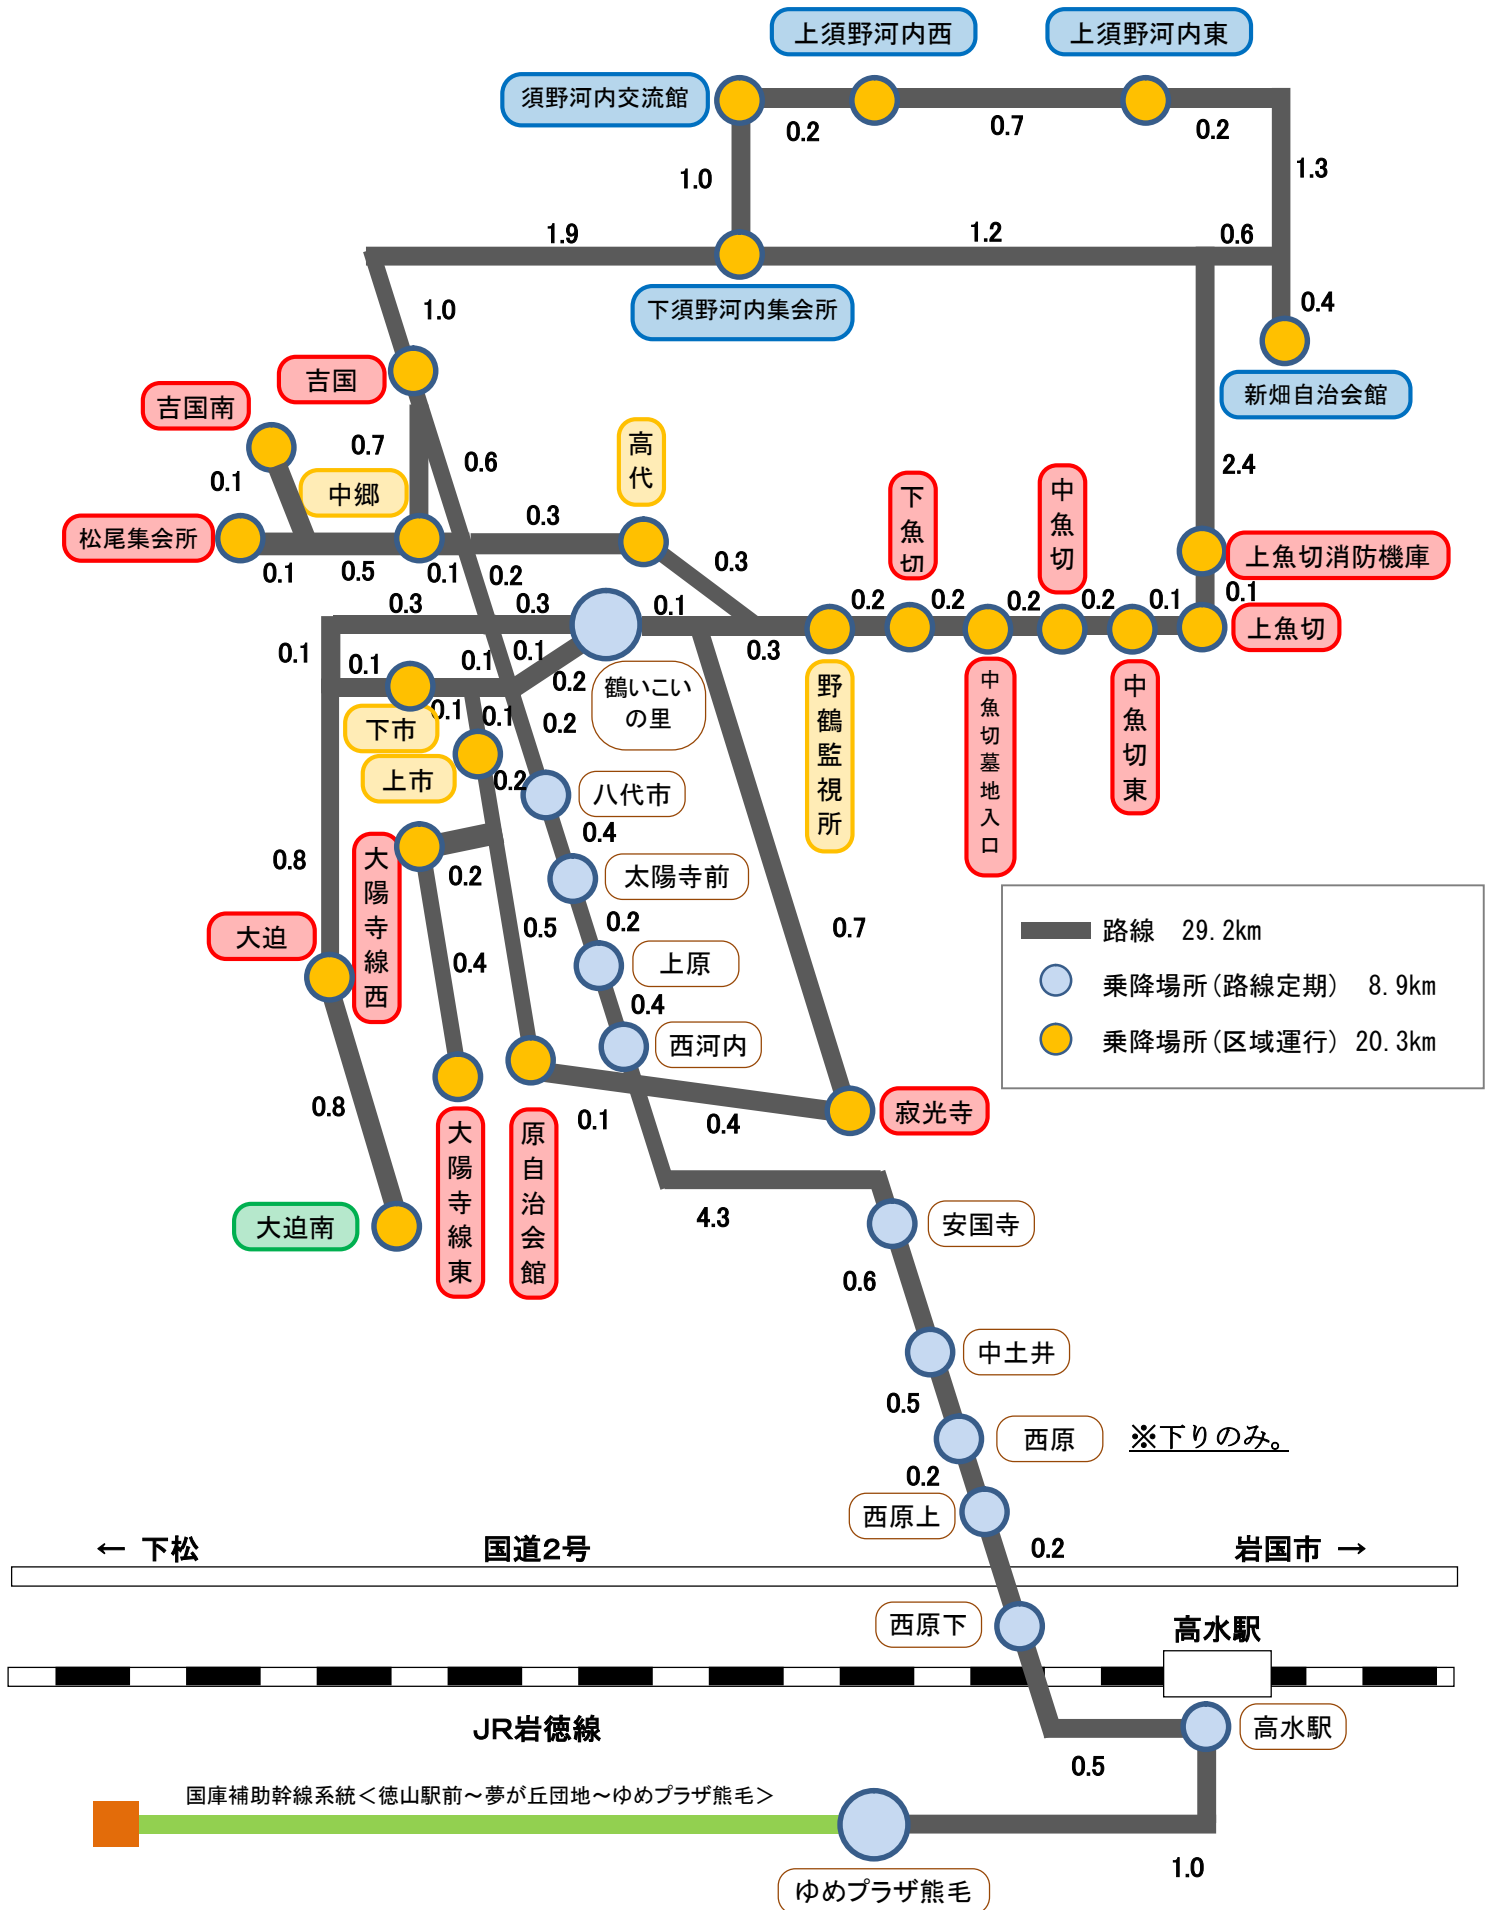 上須野河内西
上須野河内東
須野河内交流館
0.2
0.7
0.2
1.0
1.3
1.9
1.2
0.6
下須野河内集会所
1.0
0.4
吉国
新畑自治会館
吉国南
0.7
0.6
高代
中郷
0.1
2.4
下魚切
中魚切
松尾集会所
0.3
上魚切消防機庫
0.1
0.5
0.1
0.2
0.3
0.3
0.3
0.1
0.2
0.2
0.2
0.2
0.1
0.1
上魚切
0.1
0.1
0.1
0.1
0.3
0.2
鶴いこい
の里
野鶴監視所
中魚切墓地入口
中魚切東
下市
0.1
0.1
0.2
上市
0.2
八代市
0.4
大陽寺線西
0.8
0.2
太陽寺前
0.2
大迫
0.5
上原
0.7
0.4
0.4
西河内
路線 29.2km
乗降場所(路線定期) 8.9km
乗降場所(区域運行) 20.3km
0.8
0.1
0.4
寂光寺
大陽寺線東
原自治会館
大迫南
4.3
安国寺
0.6
中土井
0.5
西原
※下りのみ。
0.2
西原上
← 下松
国道2号
0.2
岩国市 →
西原下
高水駅
JR岩徳線
高水駅
0.5
国庫補助幹線系統<徳山駅前~夢が丘団地~ゆめプラザ熊毛>
1.0
ゆめプラザ熊毛